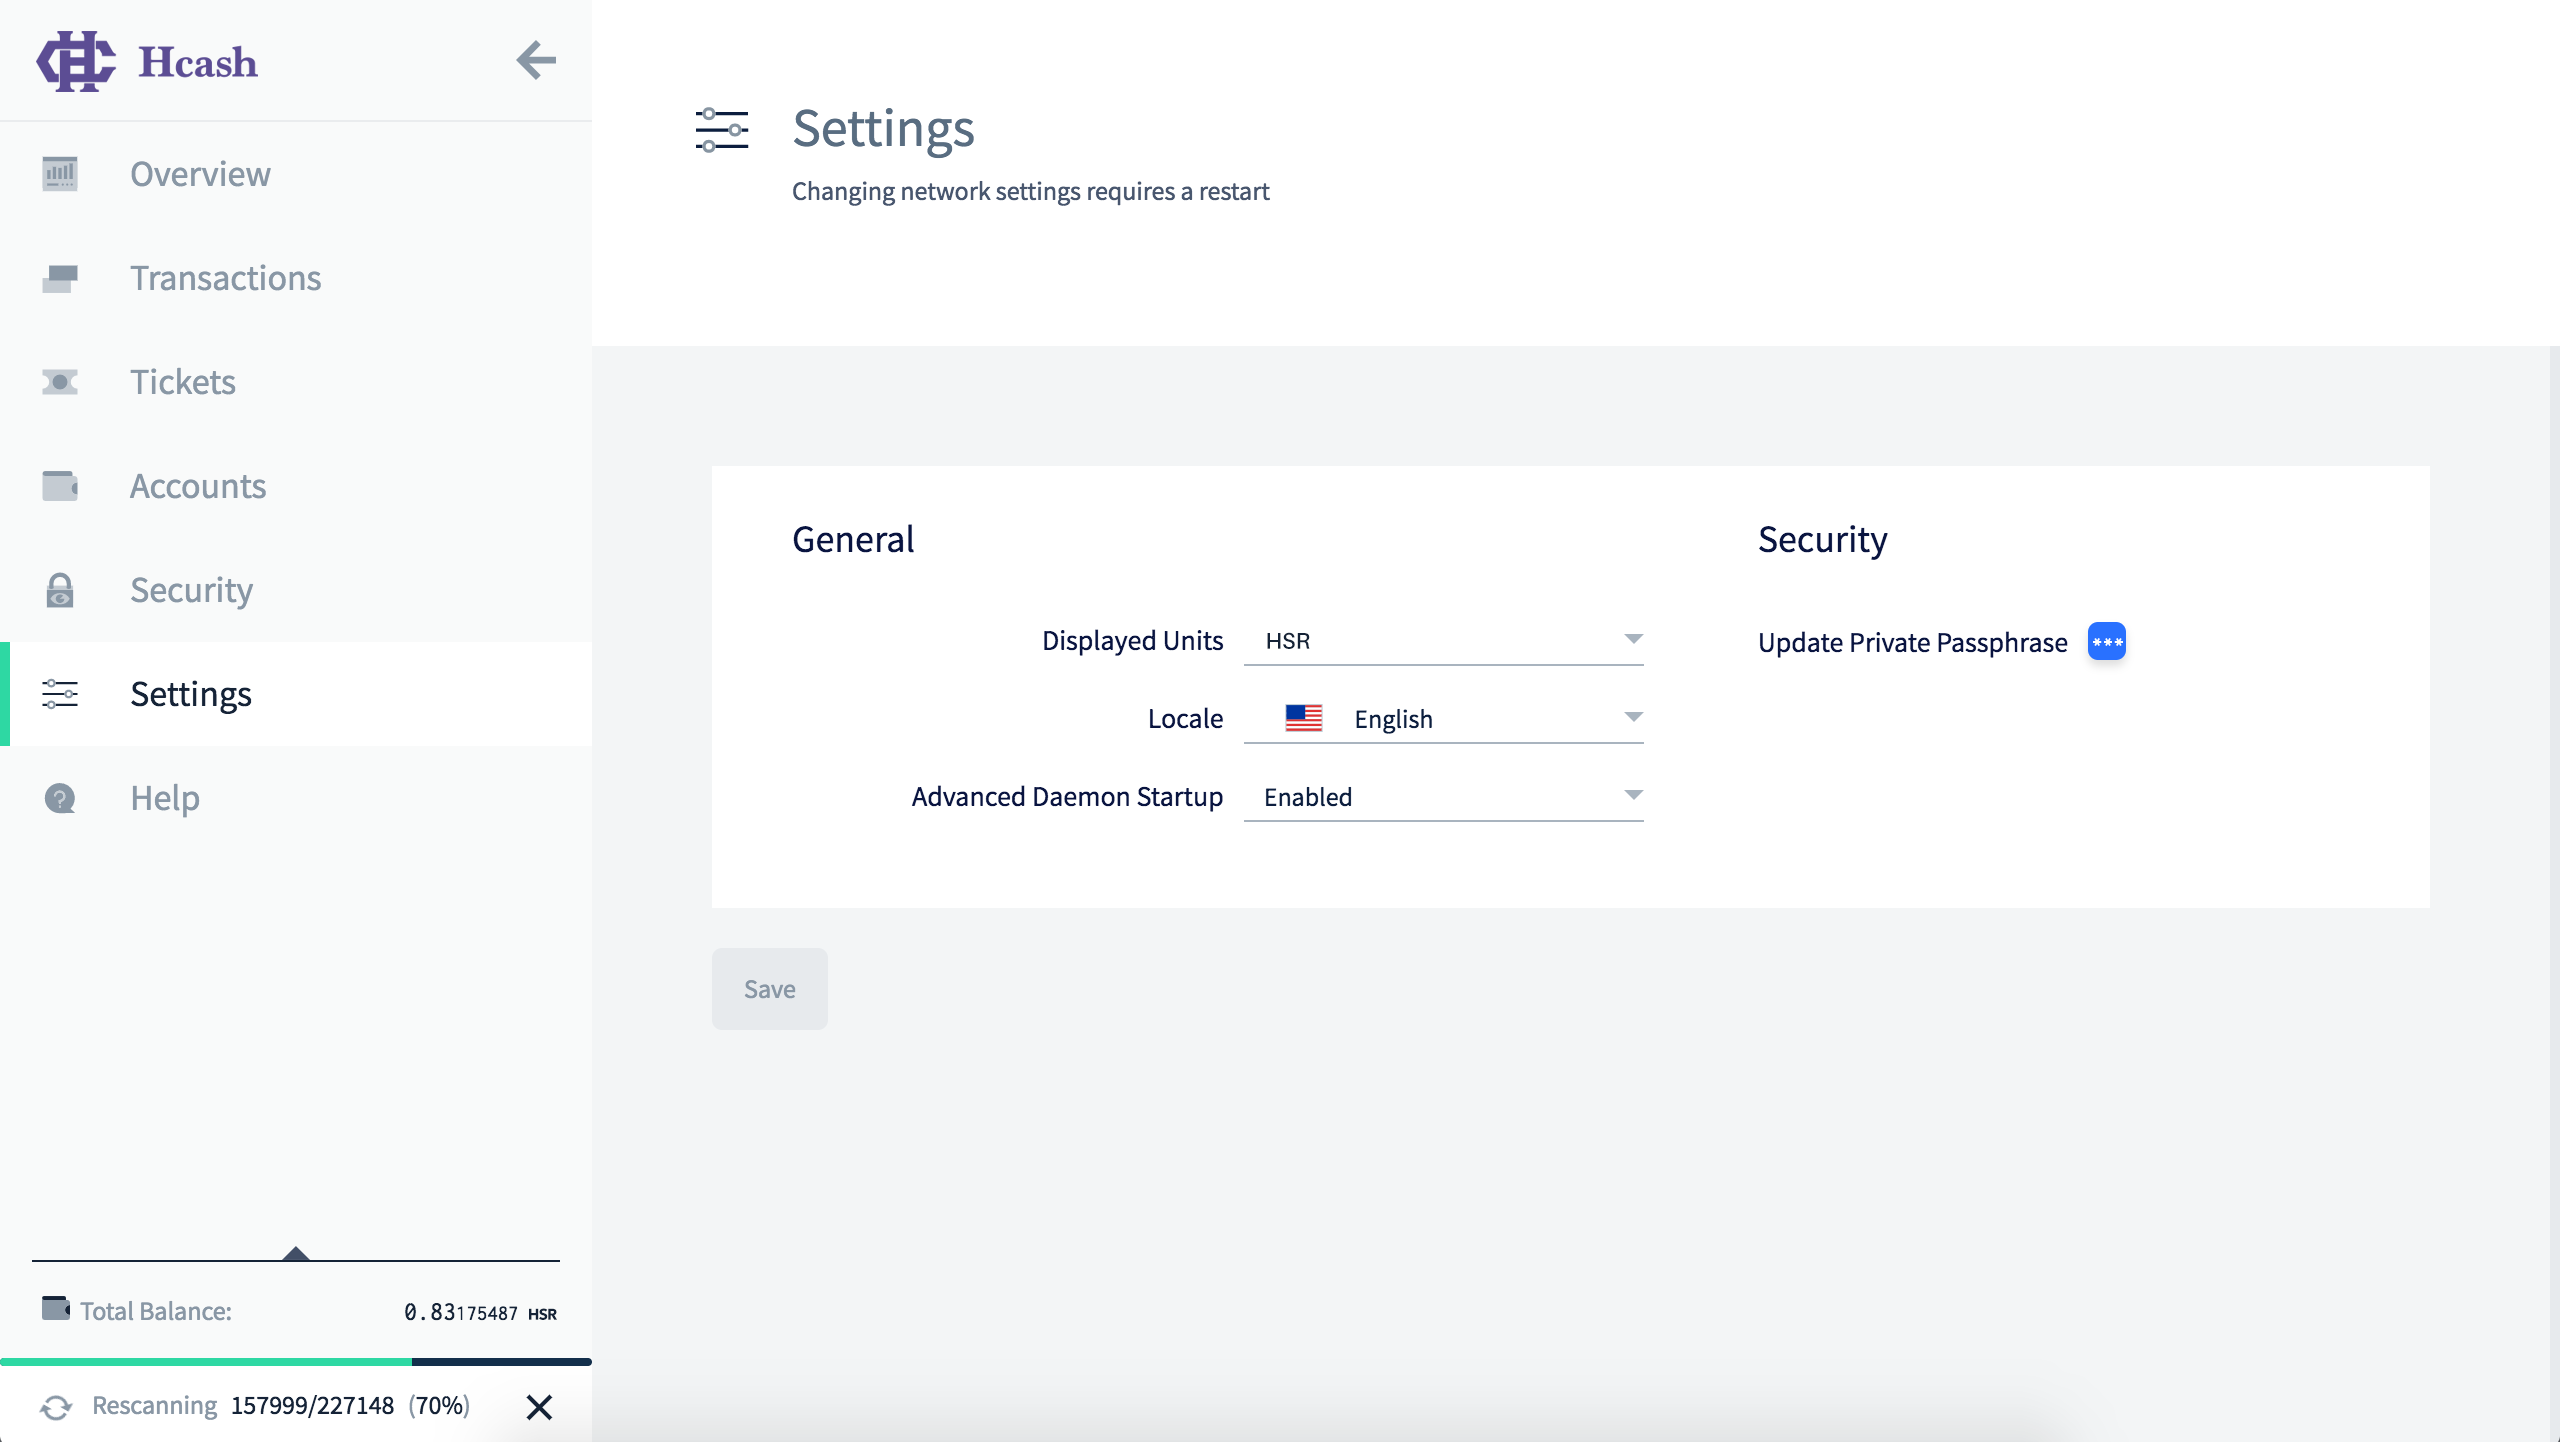 Hcash
Overview
Transactions
Tickets
Accounts
Security
Settings
Help
Total Balance: 0.83175487 HSR
Rescanning 157999/227148 (70%)
Settings
Changing network settings requires a restart
General
Displayed Units HSR
Locale English
Advanced Daemon Startup Enabled
Security
Update Private Passphrase ***
Save